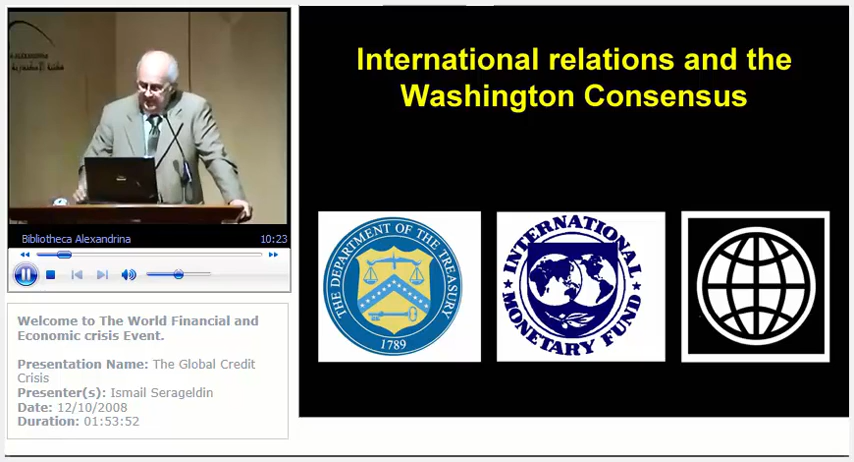 International relations and the
Washington Consensus
Bibliotheca Alexandrina 10:23
Welcome to The World Financial and
Economic crisis Event.
Presentation Name: The Global Credit
Crisis
Presenter(s): Ismail Serageldin
Date: 12/10/2008
Duration: 01:53:52
THE DEPARTMENT OF THE TREASURY
1789
INTERNATIONAL
MONETARY FUND